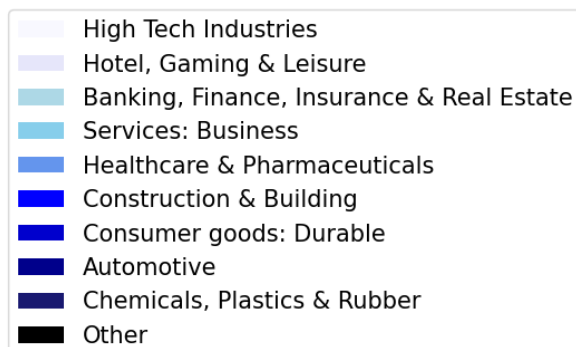 High Tech Industries
Hotel, Gaming & Leisure
Banking, Finance, Insurance & Real Estate
Services: Business
Healthcare & Pharmaceuticals
Construction & Building
Consumer goods: Durable
Automotive
Chemicals, Plastics & Rubber
Other